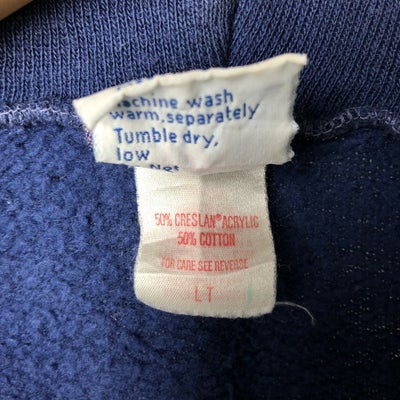 achine wash
warm, separately
Tumble dry,
low
50% CRESLAN® ACRYLIC
50% COTTON
FOR CARE SEE REVERSE
LT